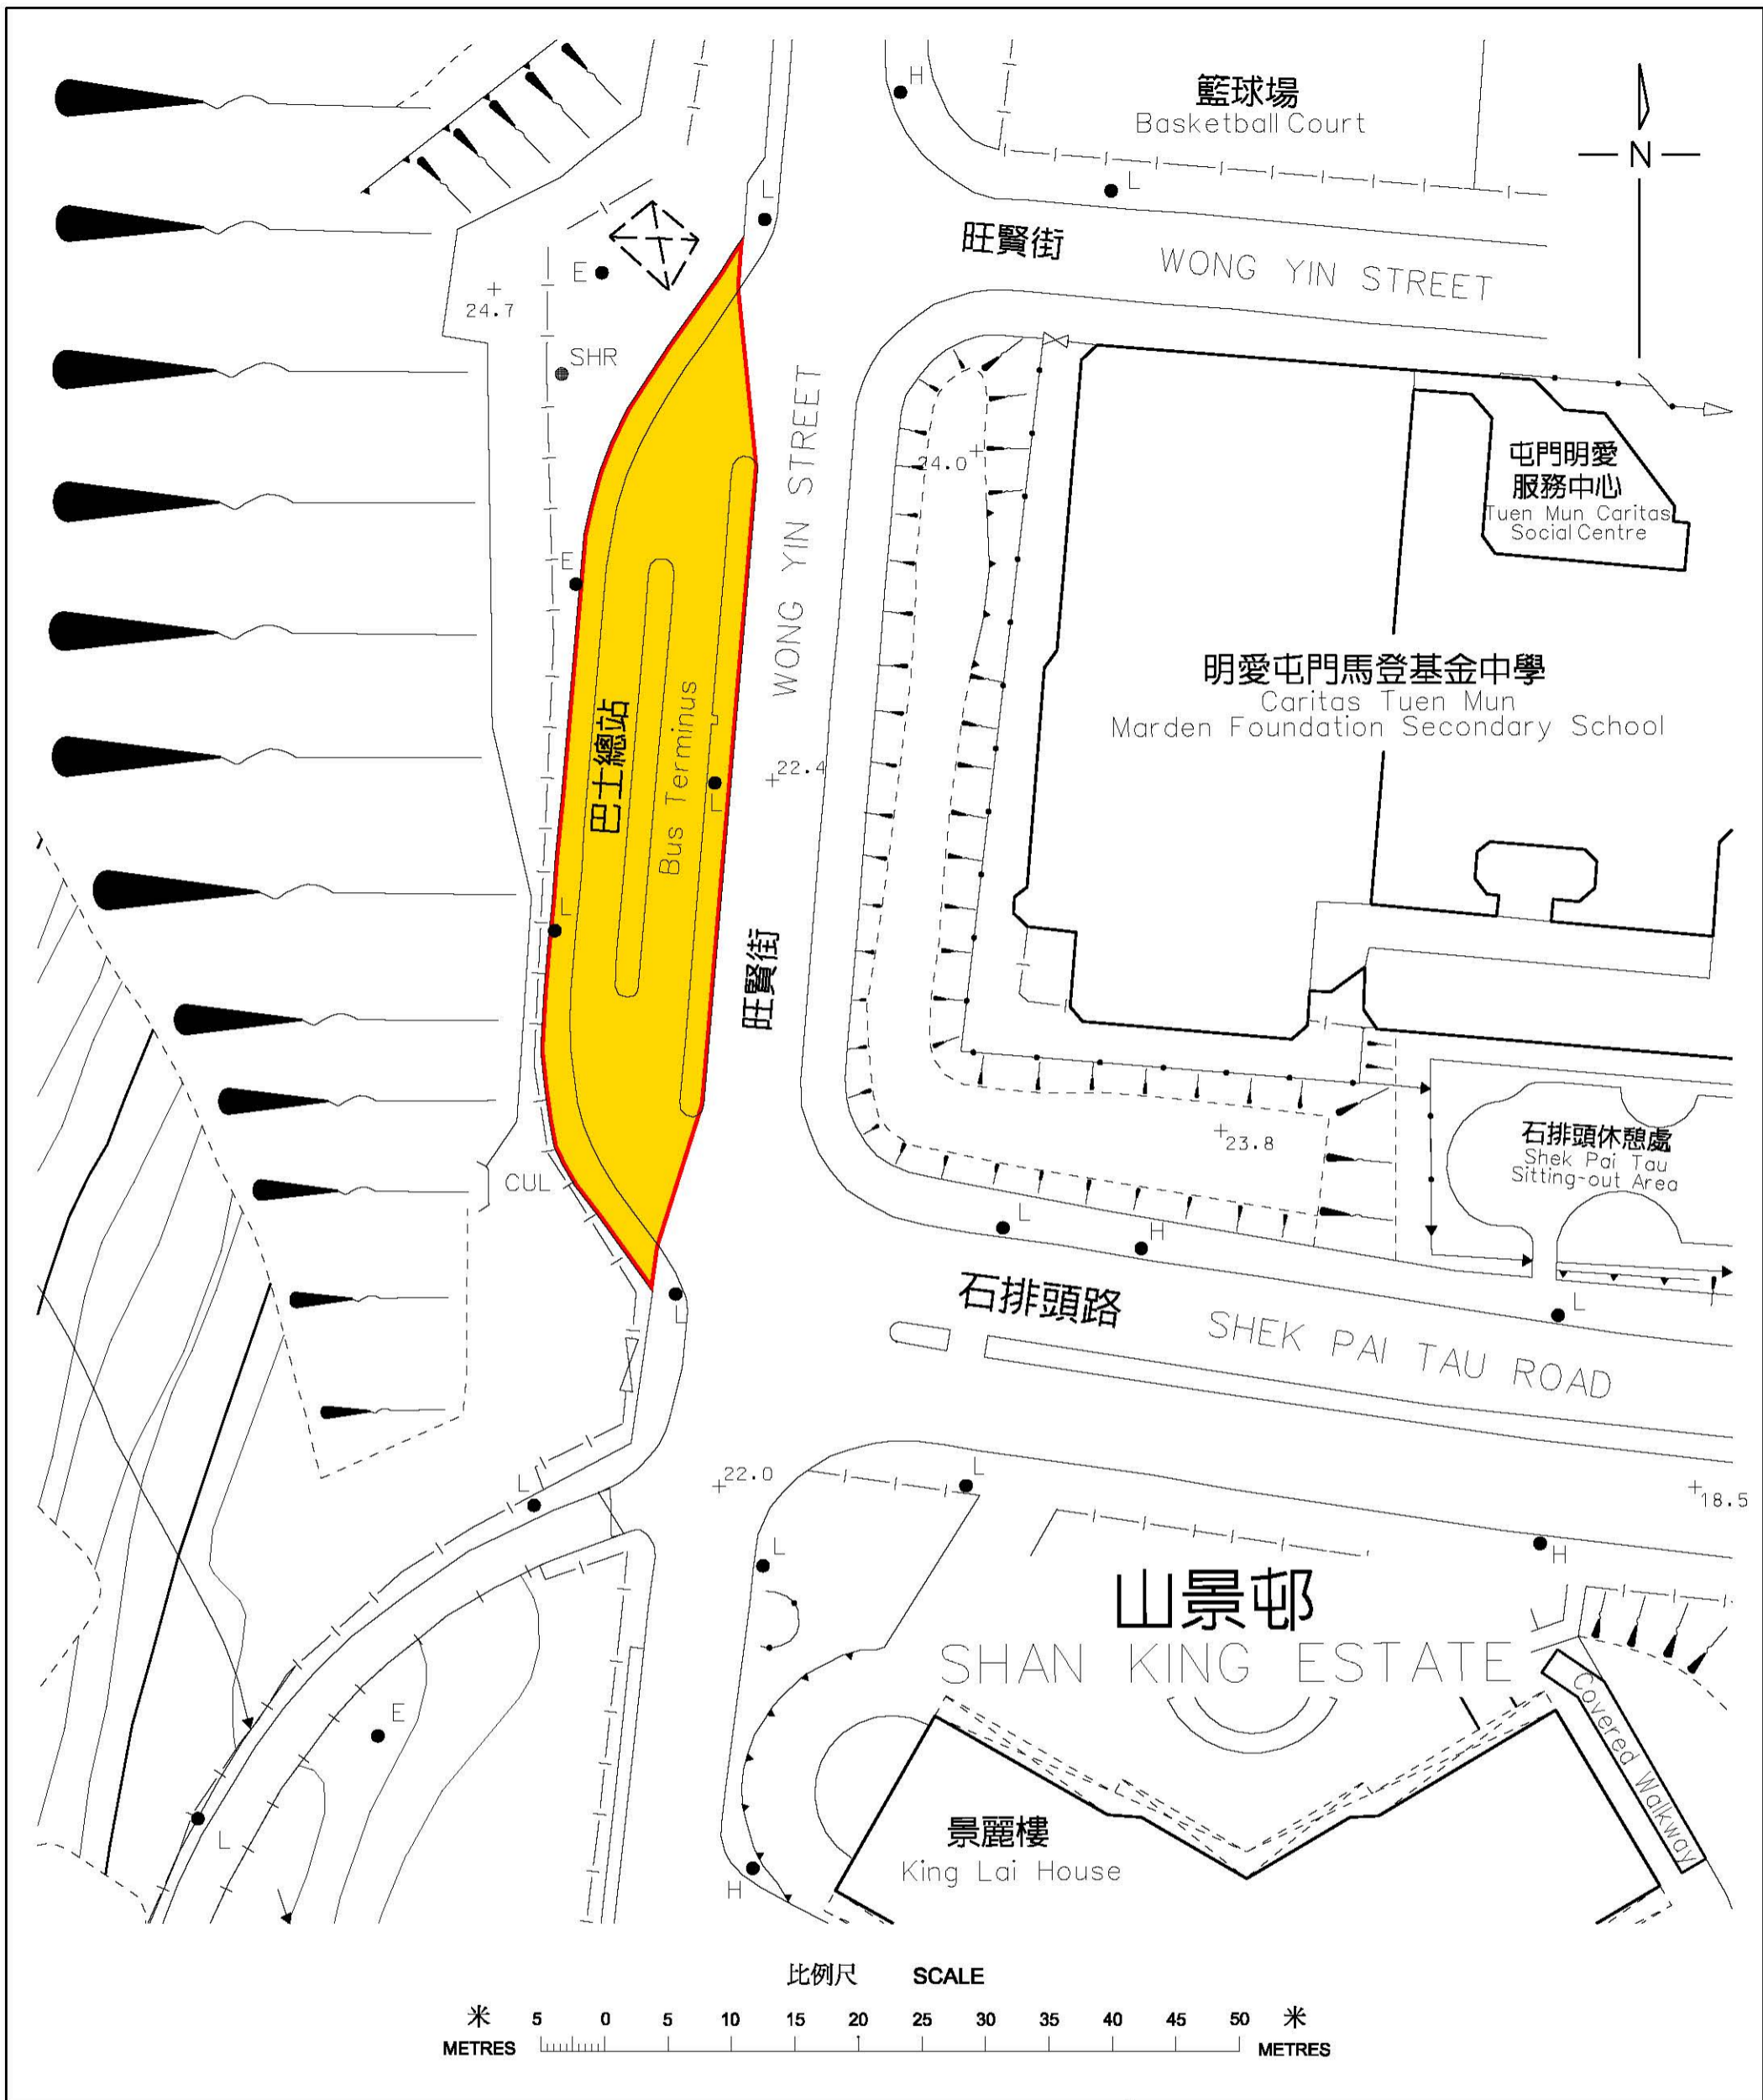 籃球場
Basketball Court
H
L
N
L
旺賢街
WONG YIN STREET
E
24.7
SHR
WONG YIN STREET
24.0
屯門明愛
服務中心
Tuen Mun Caritas
Social Centre
E
明愛屯門馬登基金中學
Caritas Tuen Mun
Marden Foundation Secondary School
巴士總站
Bus Terminus
22.4
L
L
旺賢街
23.8
石排頭休憩處
Shek Pai Tau
Sitting-out Area
CUL
L
H
L
石排頭路
SHEK PAI TAU ROAD
L
22.0
L
L
18.5
L
H
山景邨
SHAN KING ESTATE
Covered Walkway
E
L
景麗樓
King Lai House
H
比例尺 SCALE
米 5 0 5 10 15 20 25 30 35 40 45 50 米
METRES METRES